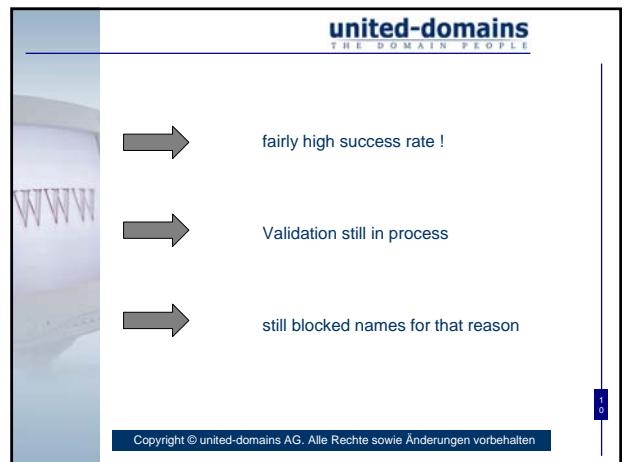 united-domains
THE DOMAIN PEOPLE
fairly high success rate !
WWW
Validation still in process
still blocked names for that reason
1
0
Copyright © united-domains AG. Alle Rechte sowie Änderungen vorbehalten